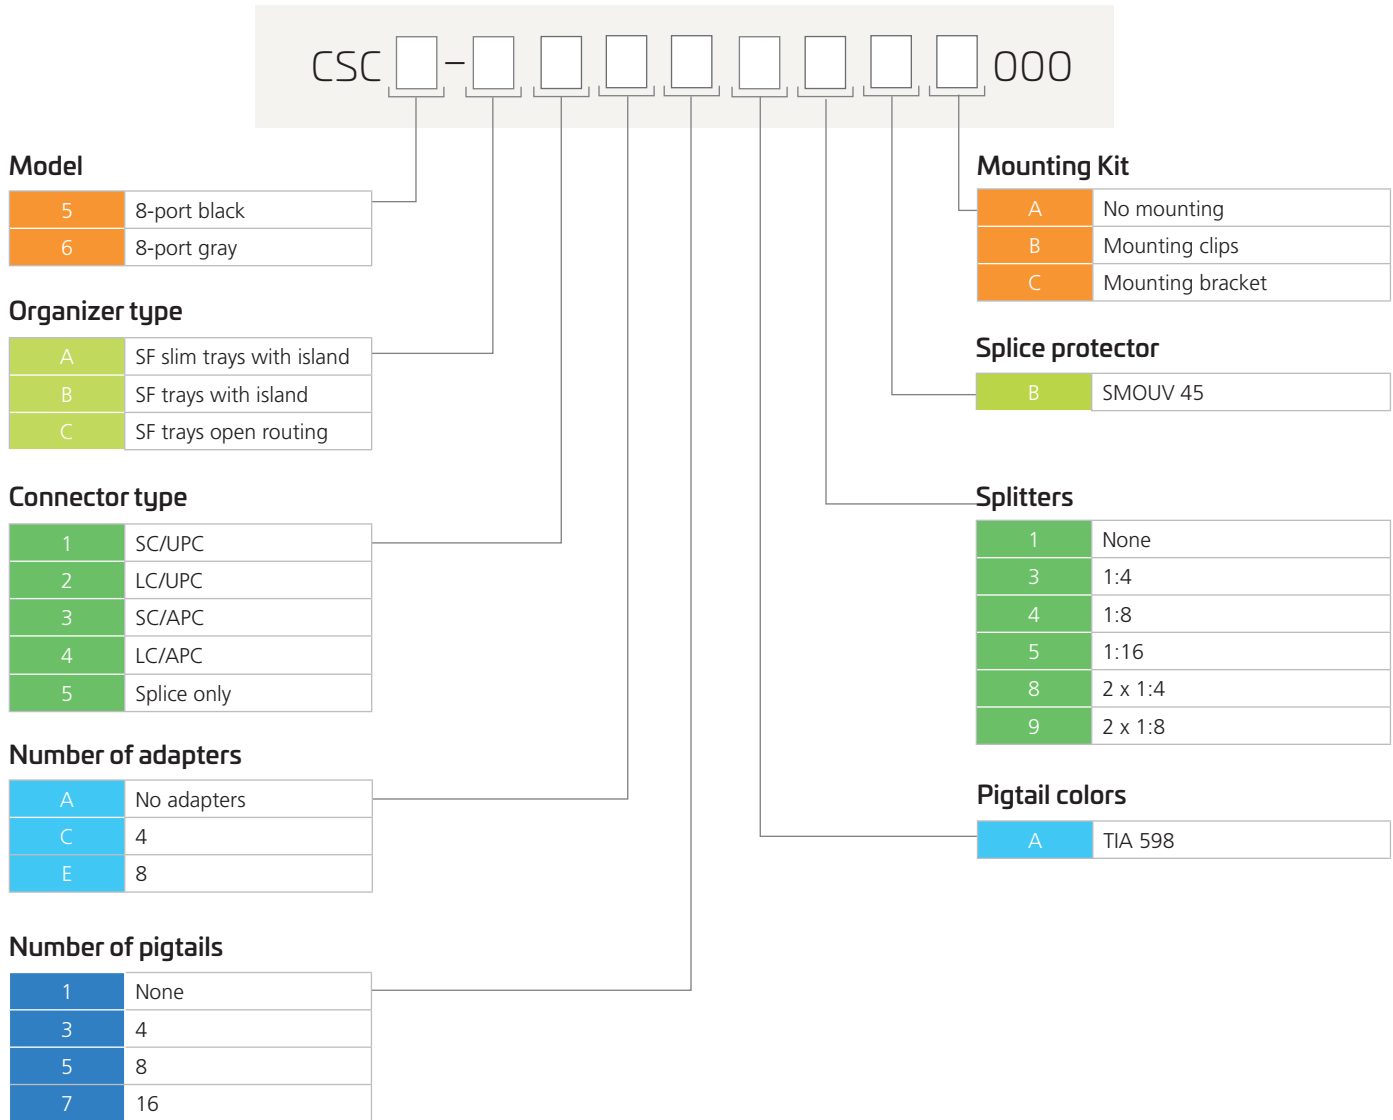 CSC - 000
Model
5 8-port black
6 8-port gray
Organizer type
A SF slim trays with island
B SF trays with island
C SF trays open routing
Connector type
1 SC/UPC
2 LC/UPC
3 SC/APC
4 LC/APC
5 Splice only
Number of adapters
A No adapters
C 4
E 8
Number of pigtails
1 None
3 4
5 8
7 16
Mounting Kit
A No mounting
B Mounting clips
C Mounting bracket
Splice protector
B SMOUV 45
Splitters
1 None
3 1:4
4 1:8
5 1:16
8 2 x 1:4
9 2 x 1:8
Pigtail colors
A TIA 598